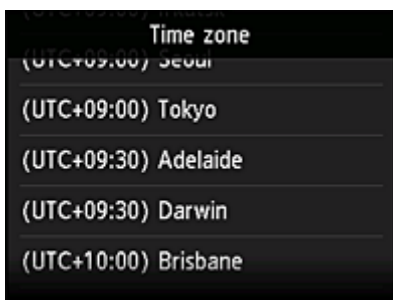 Irkutsk
Time zone
(UTC+09:00) Seoul
(UTC+09:00) Tokyo
(UTC+09:30) Adelaide
(UTC+09:30) Darwin
(UTC+10:00) Brisbane